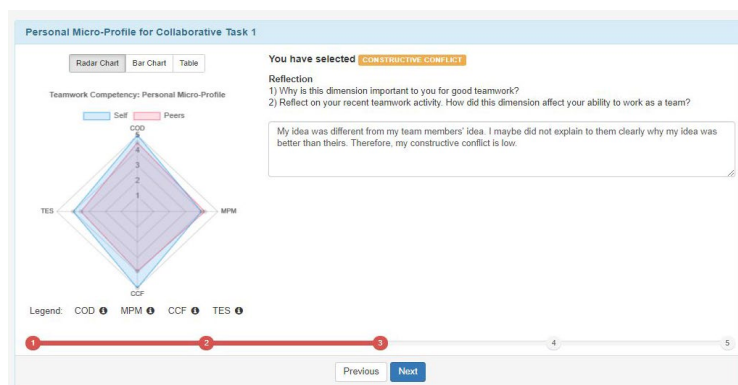 Personal Micro-Profile for Collaborative Task 1
Radar Chart Bar Chart Table
Teamwork Competency: Personal Micro-Profile
Self Peers
COD
5
4
3
2
1
TES
MPM
CCF
Legend: COD MPM CCF TES
You have selected CONSTRUCTIVE CONFLICT
Reflection
1) Why is this dimension important to you for good teamwork?
2) Reflect on your recent teamwork activity. How did this dimension affect your ability to work as a team?
My idea was different from my team members' idea. I maybe did not explain to them clearly why my idea was
better than theirs. Therefore, my constructive conflict is low.
1 2 3 4 5
Previous Next